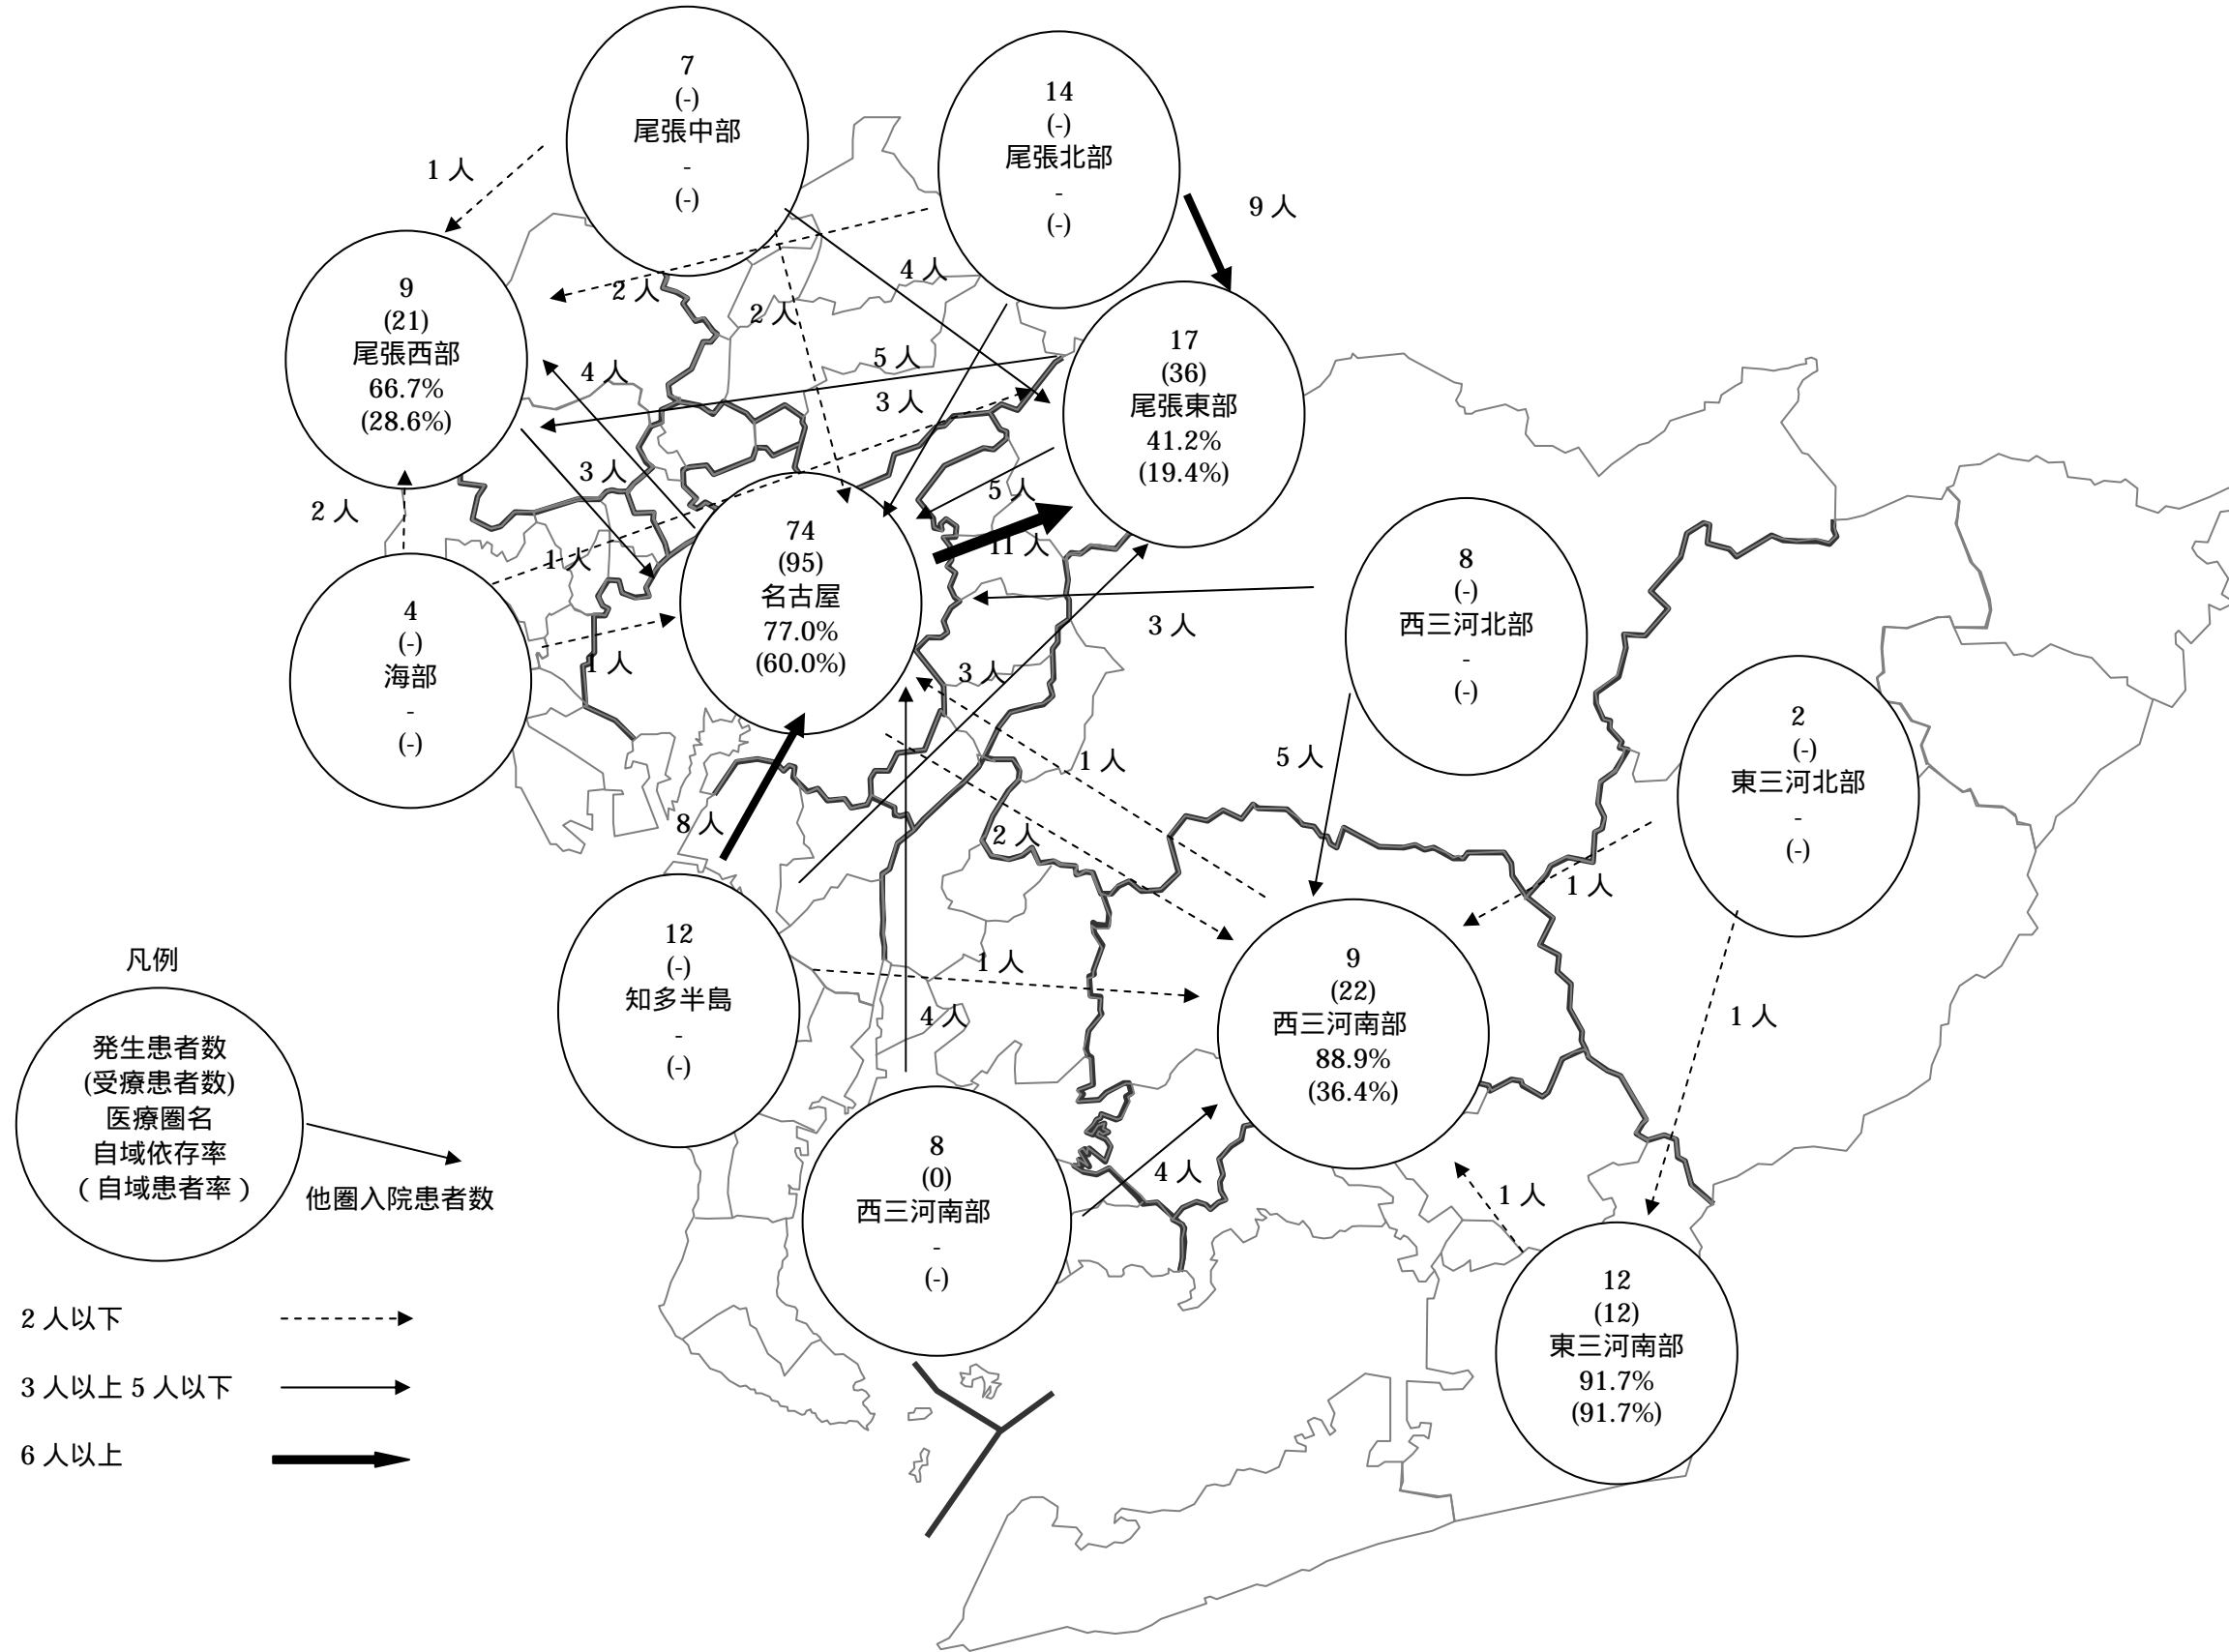 7
(-)
尾張中部
-
(-)
14
(-)
尾張北部
-
(-)
1 人
9 人
9
(21)
尾張西部
66.7%
(28.6%)
2 人
2 人
4 人
17
(36)
尾張東部
41.2%
(19.4%)
4 人
5 人
3 人
3 人
5 人
11 人
2 人
1 人
1 人
74
(95)
名古屋
77.0%
(60.0%)
4
(-)
海部
-
(-)
8
(-)
西三河北部
-
(-)
3 人
3 人
2
(-)
東三河北部
-
(-)
5 人
1 人
2 人
8 人
1 人
12
(-)
知多半島
-
(-)
1 人
4 人
9
(22)
西三河南部
88.9%
(36.4%)
1 人
8
(0)
西三河南部
-
(-)
4 人
1 人
12
(12)
東三河南部
91.7%
(91.7%)
凡例
発生患者数
(受療患者数)
医療圏名
自域依存率
(自域患者率)
他圏入院患者数
2 人以下
3 人以上 5 人以下
6 人以上